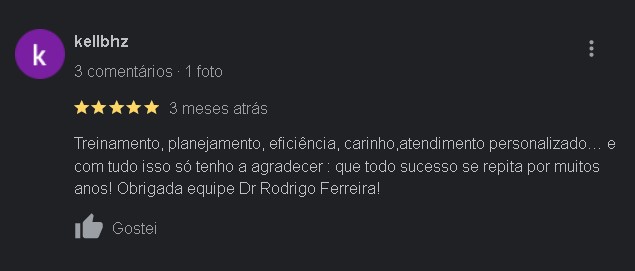 k
kellbhz
3 comentários · 1 foto
3 meses atrás
Treinamento, planejamento, eficiência, carinho,atendimento personalizado... e
com tudo isso só tenho a agradecer : que todo sucesso se repita por muitos
anos! Obrigada equipe Dr Rodrigo Ferreira!
Gostei